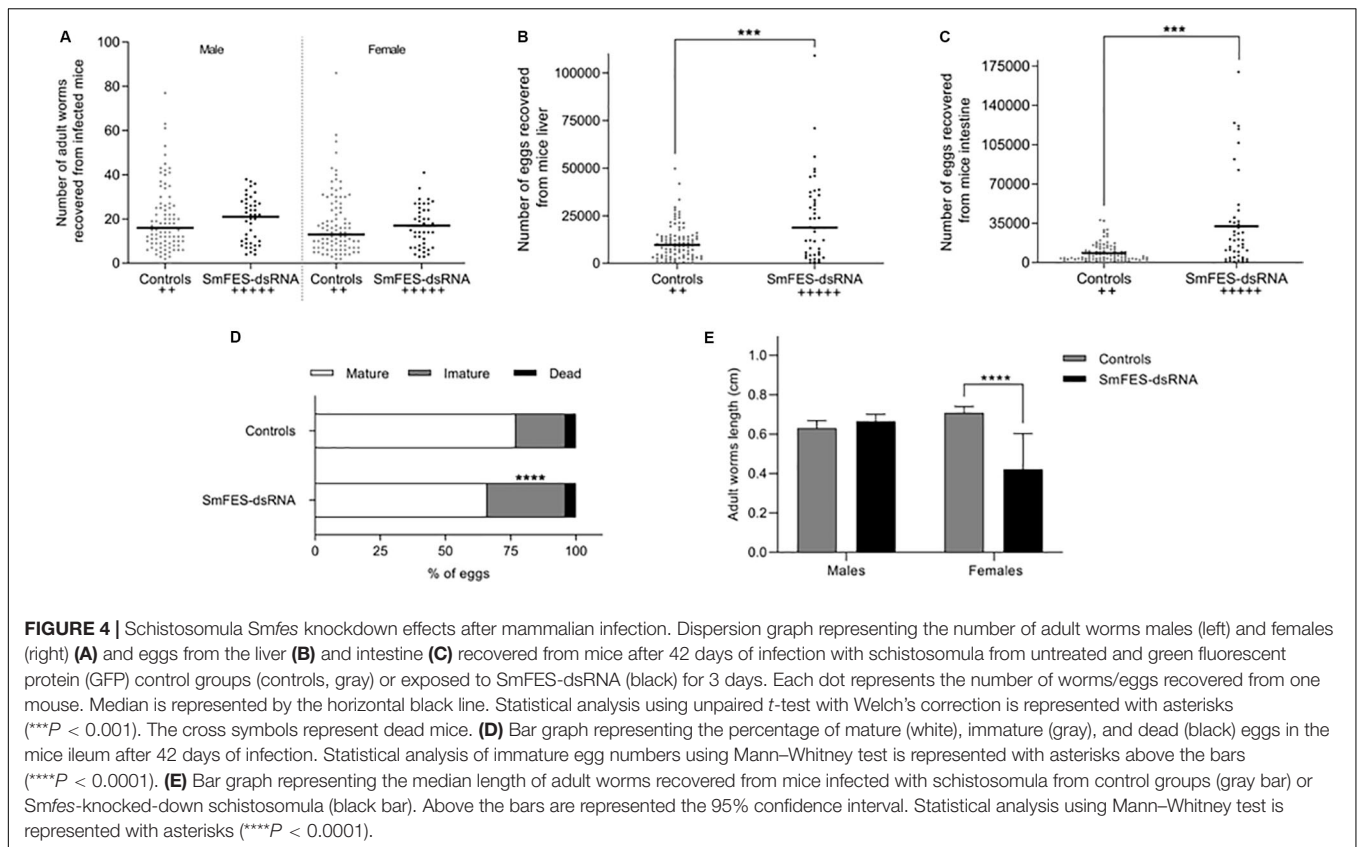 A
Male
Female
100
80
60
40
20
0
Number of adult worms
recovered from infected mice
Controls
++
SmFES-dsRNA
+++++
Controls
++
SmFES-dsRNA
+++++
B
***
100000
75000
50000
25000
0
Number of eggs recovered
from mice liver
Controls
++
SmFES-dsRNA
+++++
C
***
175000
140000
105000
70000
35000
0
Number of eggs recovered
from mice intestine
Controls
++
SmFES-dsRNA
+++++
D
Mature
Imature
Dead
Controls
SmFES-dsRNA
****
0 25 50 75 100
% of eggs
E
Controls
SmFES-dsRNA
****
1.0
0.8
0.6
0.4
0.2
0.0
Adult worms length (cm)
Males
Females
FIGURE 4 | Schistosomula Smfes knockdown effects after mammalian infection. Dispersion graph representing the number of adult worms males (left) and females
(right) (A) and eggs from the liver (B) and intestine (C) recovered from mice after 42 days of infection with schistosomula from untreated and green fluorescent
protein (GFP) control groups (controls, gray) or exposed to SmFES-dsRNA (black) for 3 days. Each dot represents the number of worms/eggs recovered from one
mouse. Median is represented by the horizontal black line. Statistical analysis using unpaired t-test with Welch's correction is represented with asterisks
(***P < 0.001). The cross symbols represent dead mice. (D) Bar graph representing the percentage of mature (white), immature (gray), and dead (black) eggs in the
mice ileum after 42 days of infection. Statistical analysis of immature egg numbers using Mann–Whitney test is represented with asterisks above the bars
(****P < 0.0001). (E) Bar graph representing the median length of adult worms recovered from mice infected with schistosomula from control groups (gray bar) or
Smfes-knocked-down schistosomula (black bar). Above the bars are represented the 95% confidence interval. Statistical analysis using Mann–Whitney test is
represented with asterisks (****P < 0.0001).